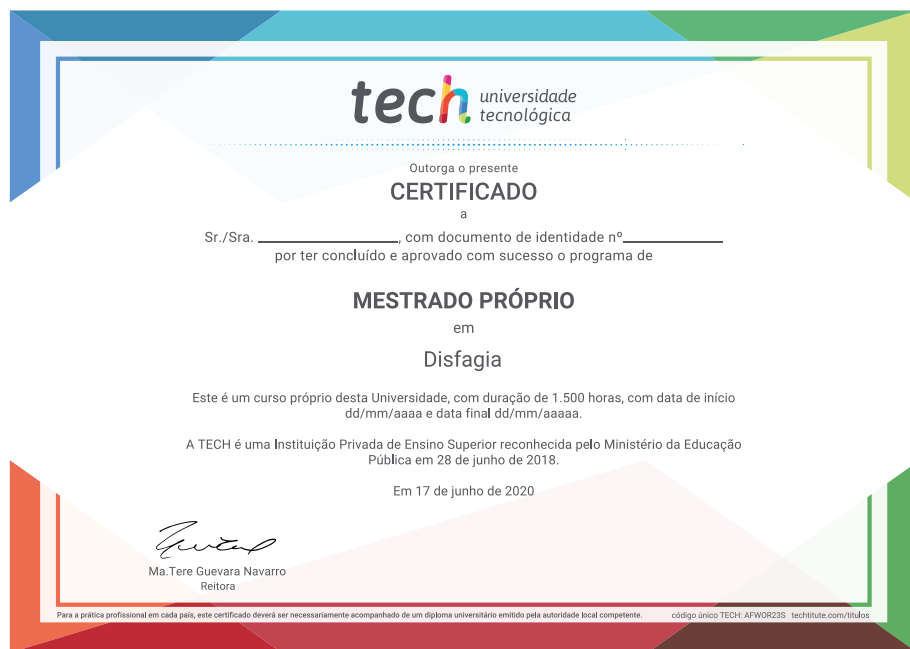 tech universidade
tecnológica
Outorga o presente
CERTIFICADO
a
Sr./Sra. ________________, com documento de identidade nº____________
por ter concluído e aprovado com sucesso o programa de
MESTRADO PRÓPRIO
em
Disfagia
Este é um curso próprio desta Universidade, com duração de 1.500 horas, com data de início
dd/mm/aaaa e data final dd/mm/aaaaa.
A TECH é uma Instituição Privada de Ensino Superior reconhecida pelo Ministério da Educação
Pública em 28 de junho de 2018.
Em 17 de junho de 2020
Ma.Tere Guevara Navarro
Reitora
Para a prática profissional em cada país, este certificado deverá ser necessariamente acompanhado de um diploma universitário emitido pela autoridade local competente. código único TECH: AFWOR23S techtitute.com/titulos